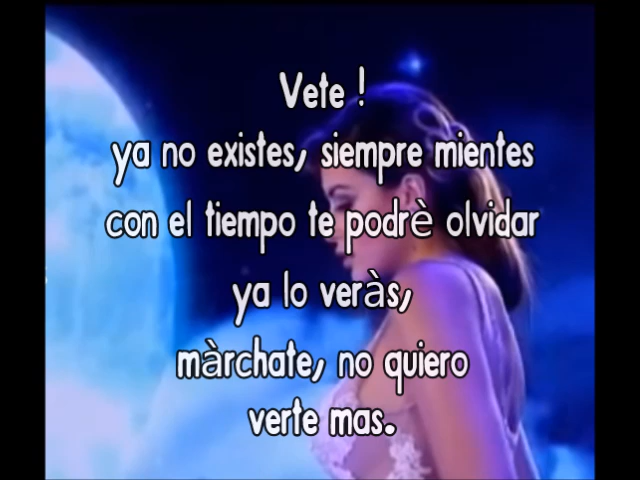 Vete !
ya no existes, siempre mientes
con el tiempo te podrè olvidar
ya lo veràs,
màrchate, no quiero
verte mas.